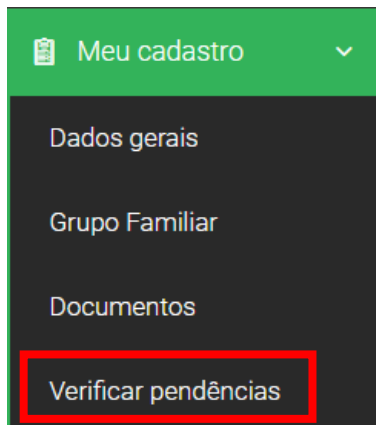 Meu cadastro
Dados gerais
Grupo Familiar
Documentos
Verificar pendências